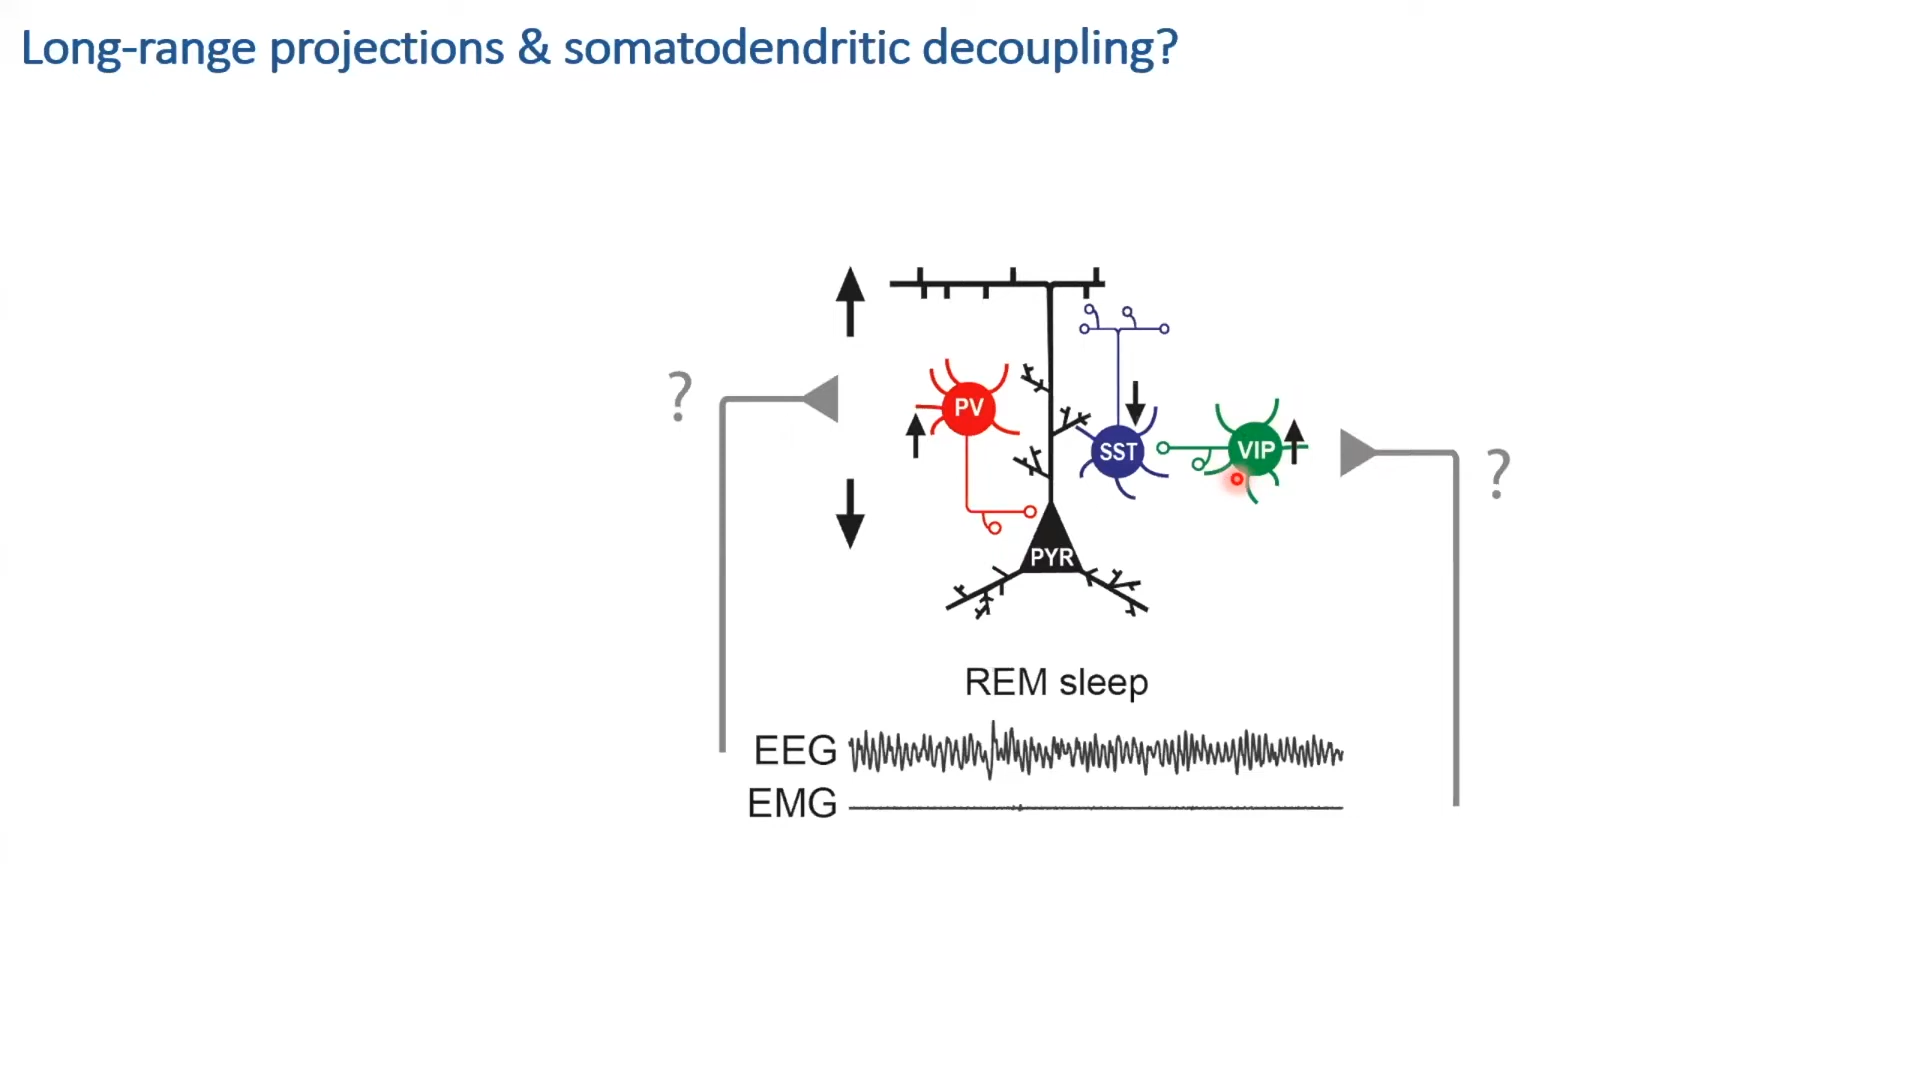 Long-range projections & somatodendritic decoupling?
?
PV
SST
VIP
?
PYR
REM sleep
EEG
EMG